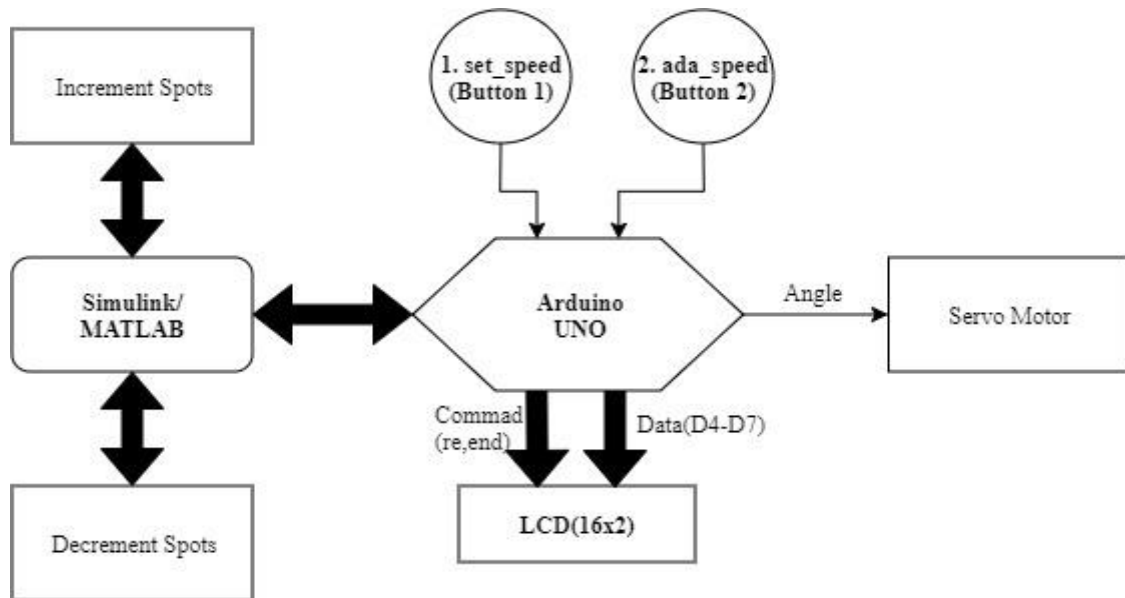 Increment Spots
1. set_speed
(Button 1)
2. ada_speed
(Button 2)
Simulink/
MATLAB
Arduino
UNO
Angle
Servo Motor
Commad
(re,end)
Data(D4-D7)
LCD(16x2)
Decrement Spots